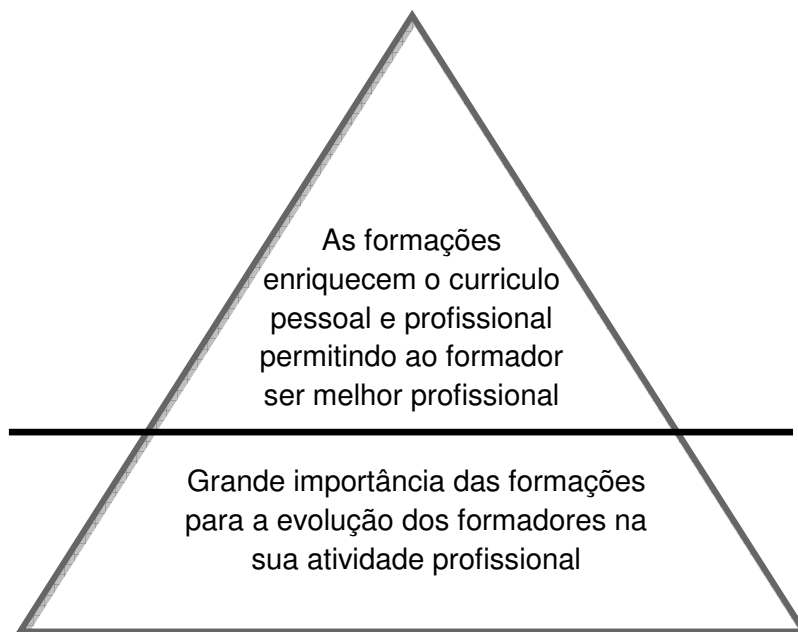 As formações
enriquecem o curriculo
pessoal e profissional
permitindo ao formador
ser melhor profissional
Grande importância das formações
para a evolução dos formadores na
sua atividade profissional